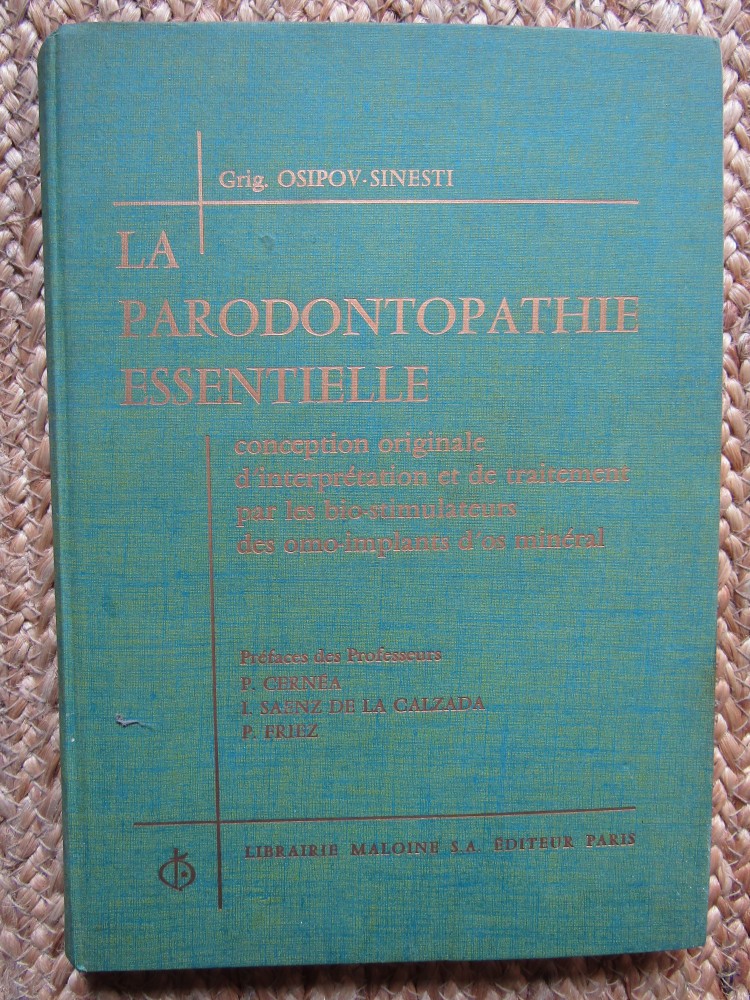 Grig. OSIPOV-SINESTI
LA
PARODONTOPATHIE
ESSENTIELLE
conception originale
d'interprétation et de traitement
par les bio-stimulateurs
des omo-implants d'os minéral
Préfaces des Professeurs
P. CERNÉA
I. SAENZ DE LA CALZADA
P. FRIEZ
LIBRAIRIE MALOINE S.A. ÉDITEUR PARIS